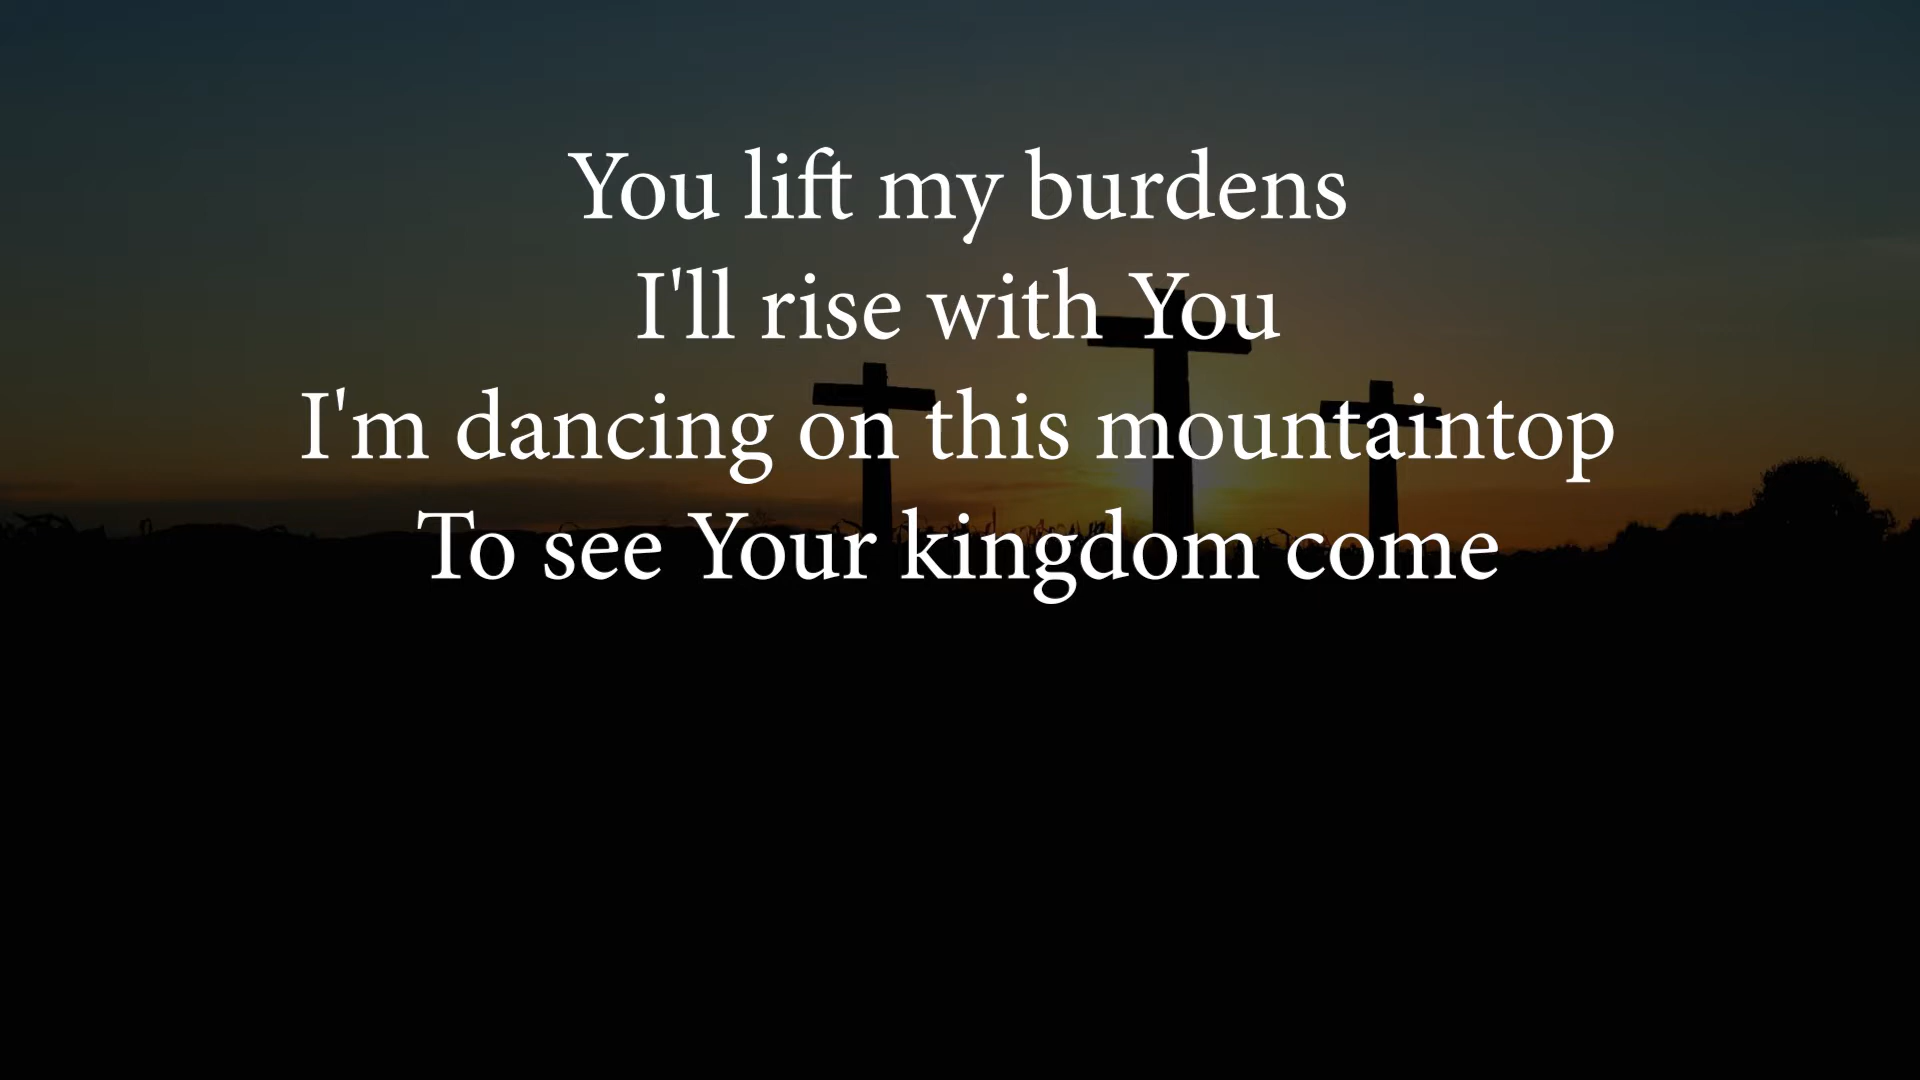 You lift my burdens
I'll rise with You
I'm dancing on this mountaintop
To see Your kingdom come